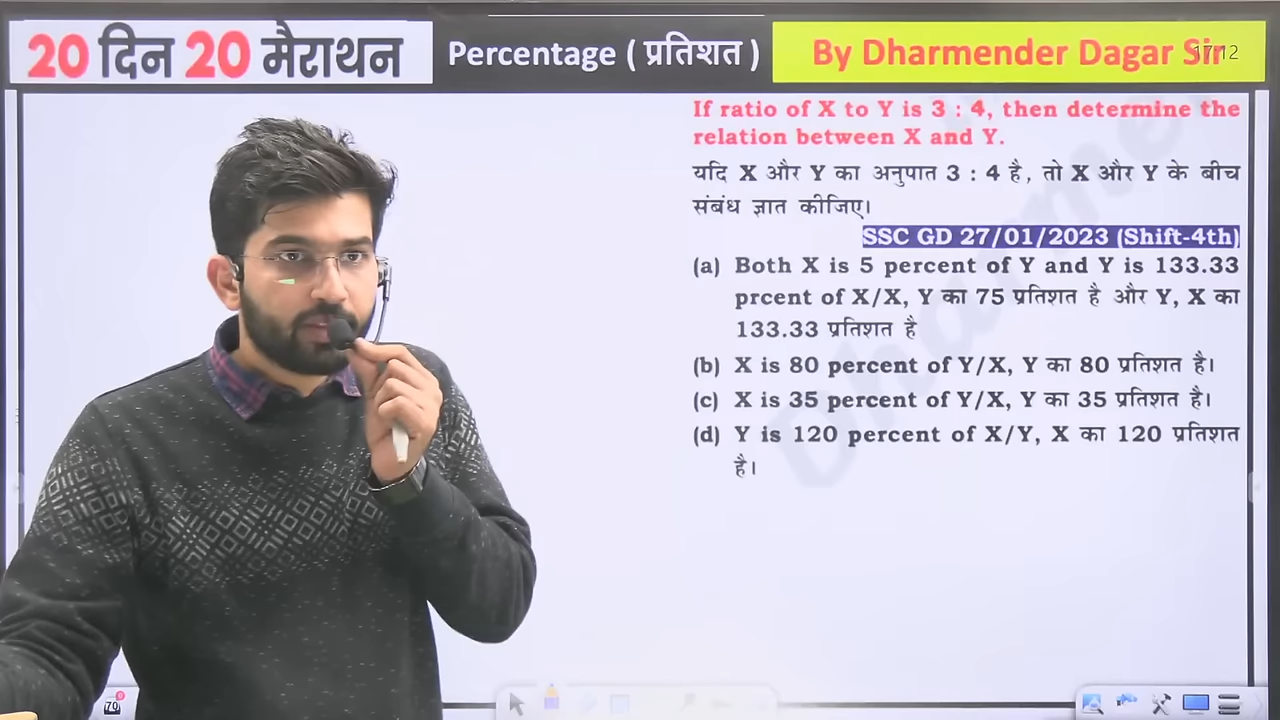 20 दिन 20 मैराथन
Percentage ( प्रतिशत )
By Dharmender Dagar Sir
17:12
If ratio of X to Y is 3 : 4, then determine the
relation between X and Y.
यदि X और Y का अनुपात 3 : 4 है, तो X और Y के बीच
संबंध ज्ञात कीजिए।
SSC GD 27/01/2023 (Shift-4th)
(a) Both X is 5 percent of Y and Y is 133.33
prcent of X/X, Y का 75 प्रतिशत है और Y, X का
133.33 प्रतिशत है
(b) X is 80 percent of Y/X, Y का 80 प्रतिशत है।
(c) X is 35 percent of Y/X, Y का 35 प्रतिशत है।
(d) Y is 120 percent of X/Y, X का 120 प्रतिशत
है।
Dharme